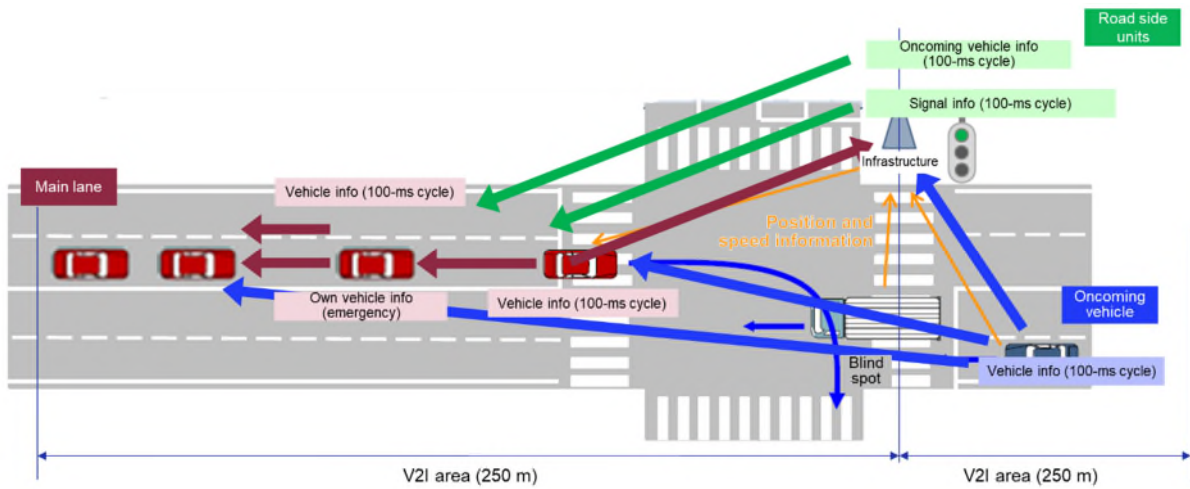 Road side
units
Oncoming vehicle info
(100-ms cycle)
Signal info (100-ms cycle)
Infrastructure
Main lane
Vehicle info (100-ms cycle)
Position and
speed information
Own vehicle info
(emergency)
Vehicle info (100-ms cycle)
Oncoming
vehicle
Blind
spot
Vehicle info (100-ms cycle)
V2I area (250 m)
V2I area (250 m)